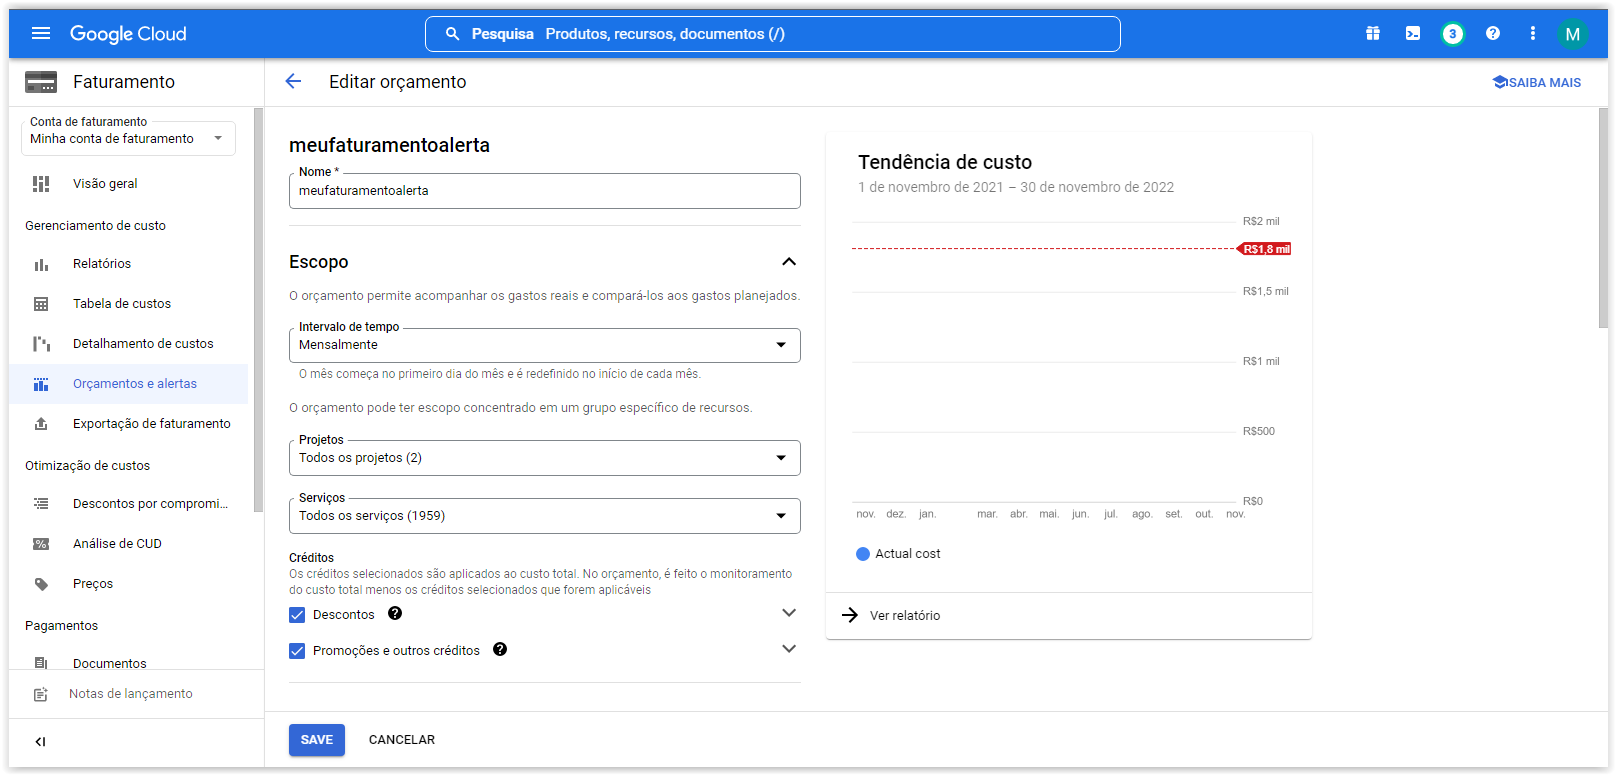 Google Cloud
Pesquisa Produtos, recursos, documentos (/)
3
M
Faturamento
Editar orçamento
SAIBA MAIS
Conta de faturamento
Minha conta de faturamento
Visão geral
Gerenciamento de custo
Relatórios
Tabela de custos
Detalhamento de custos
Orçamentos e alertas
Exportação de faturamento
Otimização de custos
Descontos por compromi...
Análise de CUD
Preços
Pagamentos
Documentos
Notas de lançamento
meufaturamentoalerta
Nome *
meufaturamentoalerta
Escopo
O orçamento permite acompanhar os gastos reais e compará-los aos gastos planejados.
Intervalo de tempo
Mensalmente
O mês começa no primeiro dia do mês e é redefinido no início de cada mês.
O orçamento pode ter escopo concentrado em um grupo específico de recursos.
Projetos
Todos os projetos (2)
Serviços
Todos os serviços (1959)
Créditos
Os créditos selecionados são aplicados ao custo total. No orçamento, é feito o monitoramento
do custo total menos os créditos selecionados que forem aplicáveis
Descontos
Promoções e outros créditos
SAVE
CANCELAR
Tendência de custo
1 de novembro de 2021 – 30 de novembro de 2022
R$2 mil
R$1,8 mil
R$1,5 mil
R$1 mil
R$500
R$0
nov. dez. jan. mar. abr. mai. jun. jul. ago. set. out. nov.
Actual cost
Ver relatório